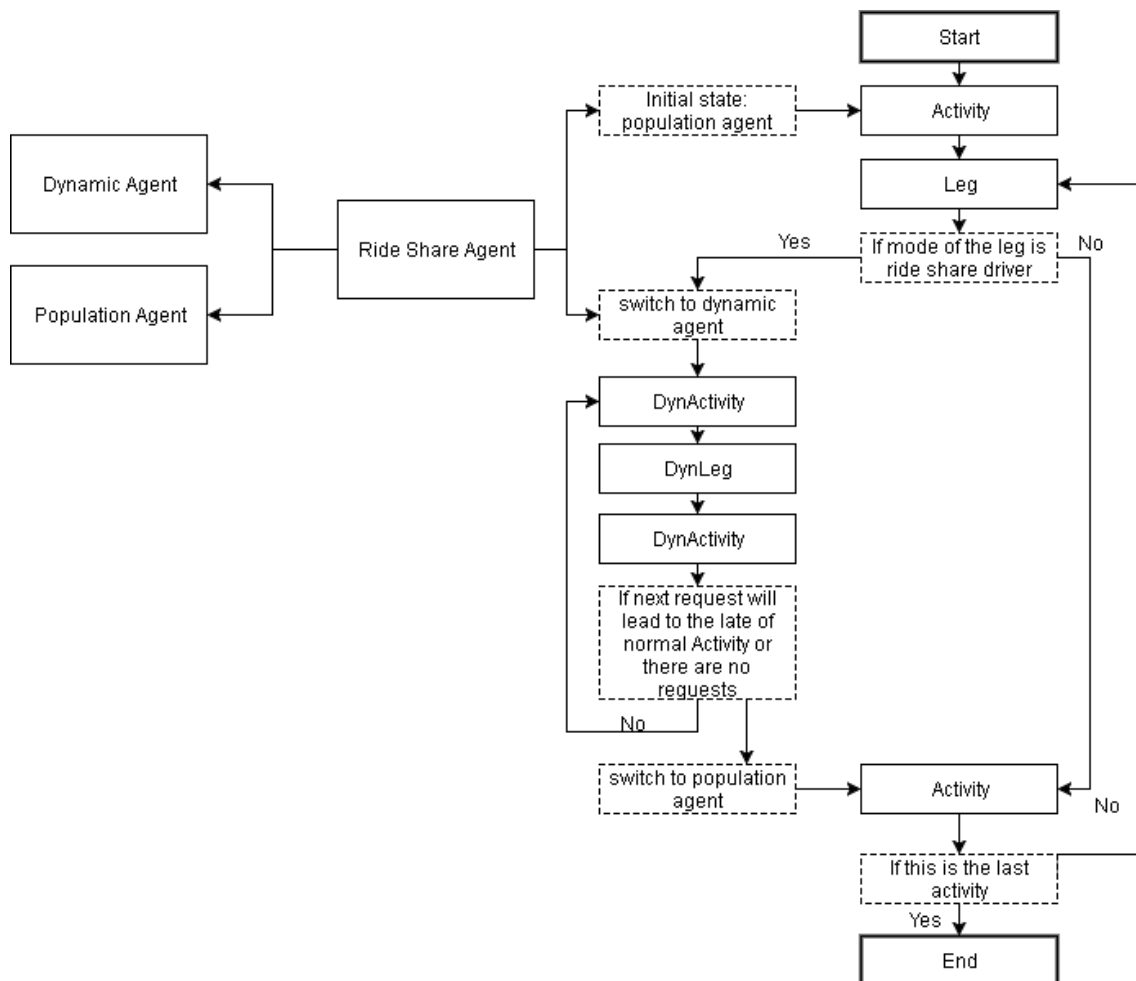 Start
Initial state:
population agent
Activity
Dynamic Agent
Leg
Ride Share Agent
Yes
If mode of the leg is
ride share driver
No
Population Agent
switch to dynamic
agent
DynActivity
DynLeg
DynActivity
If next request will
lead to the late of
normal Activity or
there are no
requests
No
switch to population
agent
Activity
No
If this is the last
activity
Yes
End